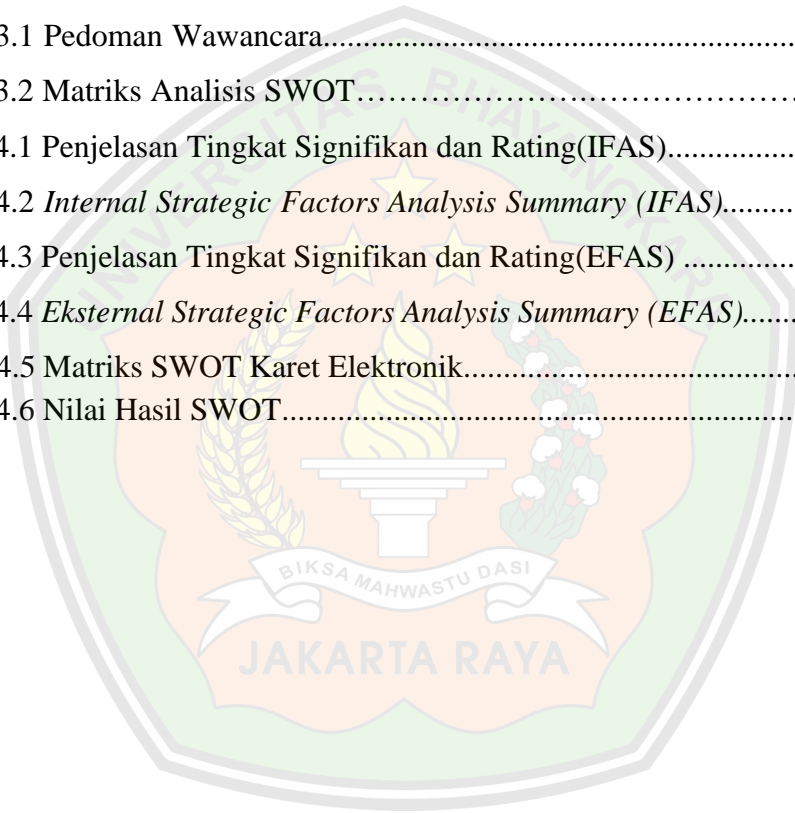 3.1 Pedoman Wawancara..................................................................
3.2 Matriks Analisis SWOT…………………….…………………………
4.1 Penjelasan Tingkat Signifikan dan Rating(IFAS)..................
4.2 Internal Strategic Factors Analysis Summary (IFAS)..........
4.3 Penjelasan Tingkat Signifikan dan Rating(EFAS) ...............
4.4 Eksternal Strategic Factors Analysis Summary (EFAS).......
4.5 Matriks SWOT Karet Elektronik..............................................
4.6 Nilai Hasil SWOT.......................................................................
UNIVERSITAS BHAYANGKARA
BIKSA MAHWASTU DASI
JAKARTA RAYA